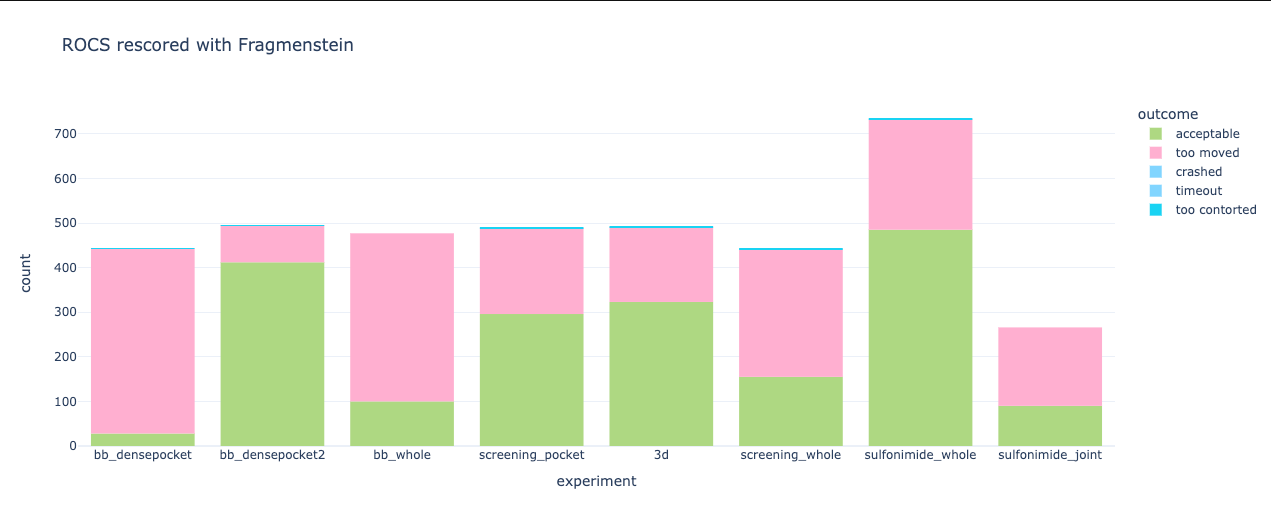 ROCS rescored with Fragmenstein
outcome
acceptable
too moved
crashed
timeout
too contorted
count
700
600
500
400
300
200
100
0
bb_densepocket bb_densepocket2 bb_whole screening_pocket 3d screening_whole sulfonimide_whole sulfonimide_joint
experiment